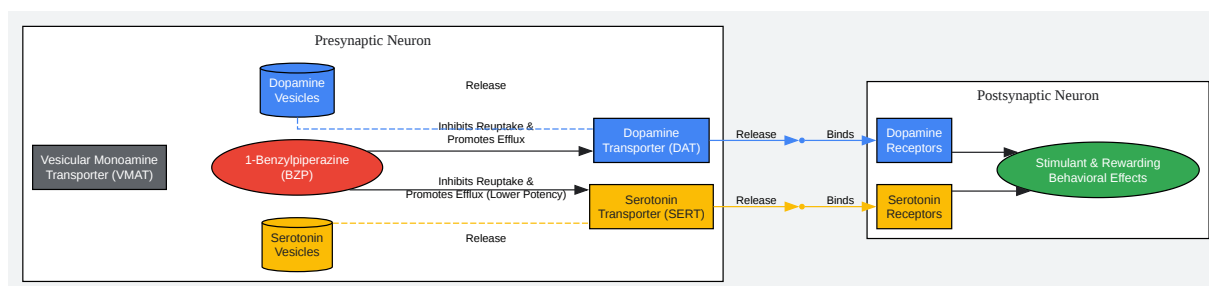 Presynaptic Neuron
Dopamine
Vesicles
Release
Inhibits Reuptake &
Promotes Efflux
Vesicular Monoamine
Transporter (VMAT)
1-Benzylpiperazine
(BZP)
Dopamine
Transporter (DAT)
Release
Binds
Inhibits Reuptake &
Promotes Efflux (Lower Potency)
Serotonin
Transporter (SERT)
Release
Binds
Serotonin
Vesicles
Release
Postsynaptic Neuron
Dopamine
Receptors
Stimulant & Rewarding
Behavioral Effects
Serotonin
Receptors